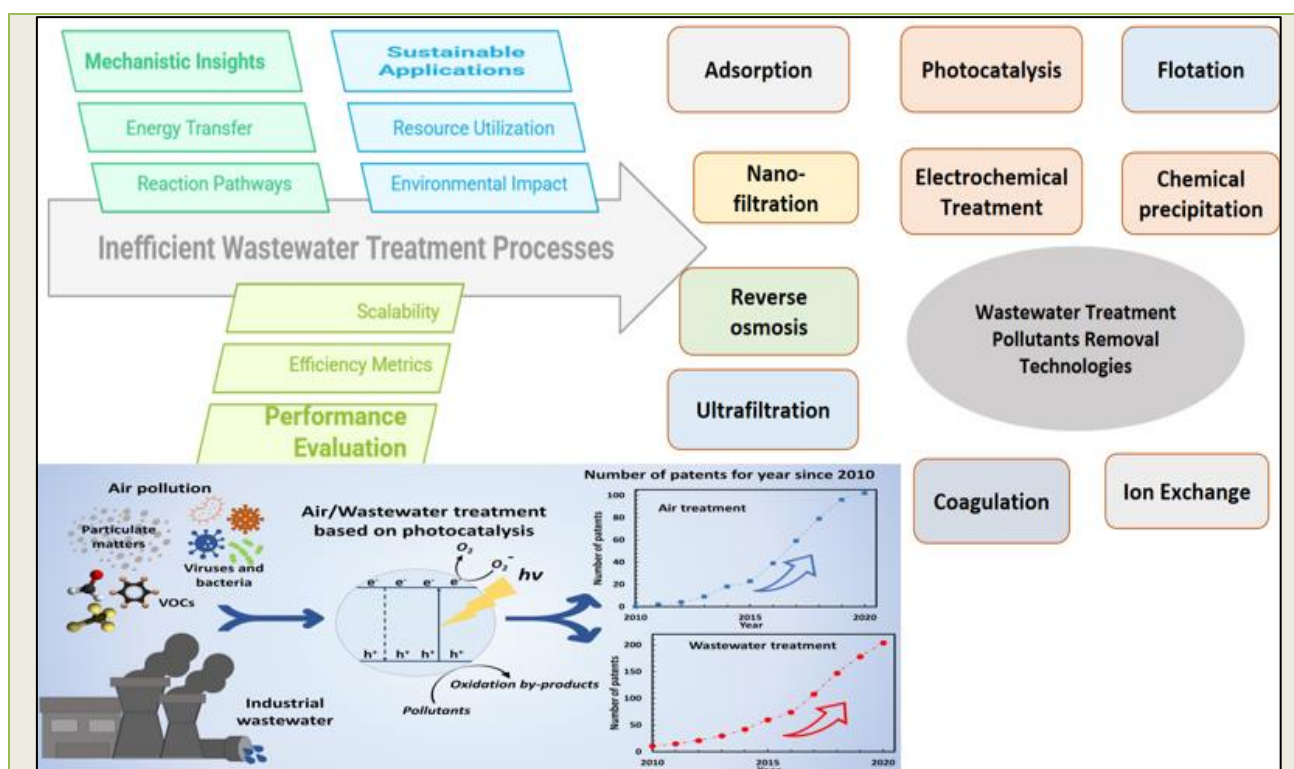 Mechanistic Insights
Energy Transfer
Reaction Pathways
Sustainable
Applications
Resource Utilization
Environmental Impact
Inefficient Wastewater Treatment Processes
Scalability
Efficiency Metrics
Performance
Evaluation
Adsorption
Photocatalysis
Flotation
Nano-
filtration
Electrochemical
Treatment
Chemical
precipitation
Reverse
osmosis
Wastewater Treatment
Pollutants Removal
Technologies
Ultrafiltration
Coagulation
Ion Exchange
Air pollution
Particulate
matters
Viruses and
bacteria
VOCs
Industrial
wastewater
Air/Wastewater treatment
based on photocatalysis
O₂
O₂⁻
hν
e⁻ e⁻ e⁻ e⁻
h⁺ h⁺ h⁺ h⁺
Oxidation by-products
Pollutants
Number of patents for year since 2010
Air treatment
Number of patents
100
80
60
40
20
0
2010 2015 2020
Year
Wastewater treatment
Number of patents
200
150
100
50
0
2010 2015 2020